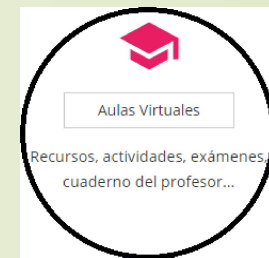 Aulas Virtuales
Recursos, actividades, exámenes,
cuaderno del profesor...